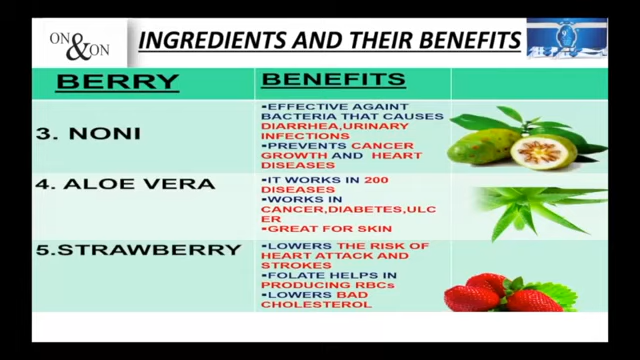 ON
&
ON
INGREDIENTS AND THEIR BENEFITS
BERRY
BENEFITS
3. NONI
▪EFFECTIVE AGAINT
BACTERIA THAT CAUSES
DIARRHEA,URINARY
INFECTIONS
▪PREVENTS CANCER
GROWTH AND HEART
DISEASES
4. ALOE VERA
▪IT WORKS IN 200
DISEASES
▪WORKS IN
CANCER,DIABETES,ULC
ER
▪GREAT FOR SKIN
5.STRAWBERRY
▪LOWERS THE RISK OF
HEART ATTACK AND
STROKES
▪FOLATE HELPS IN
PRODUCING RBCs
▪LOWERS BAD
CHOLESTEROL